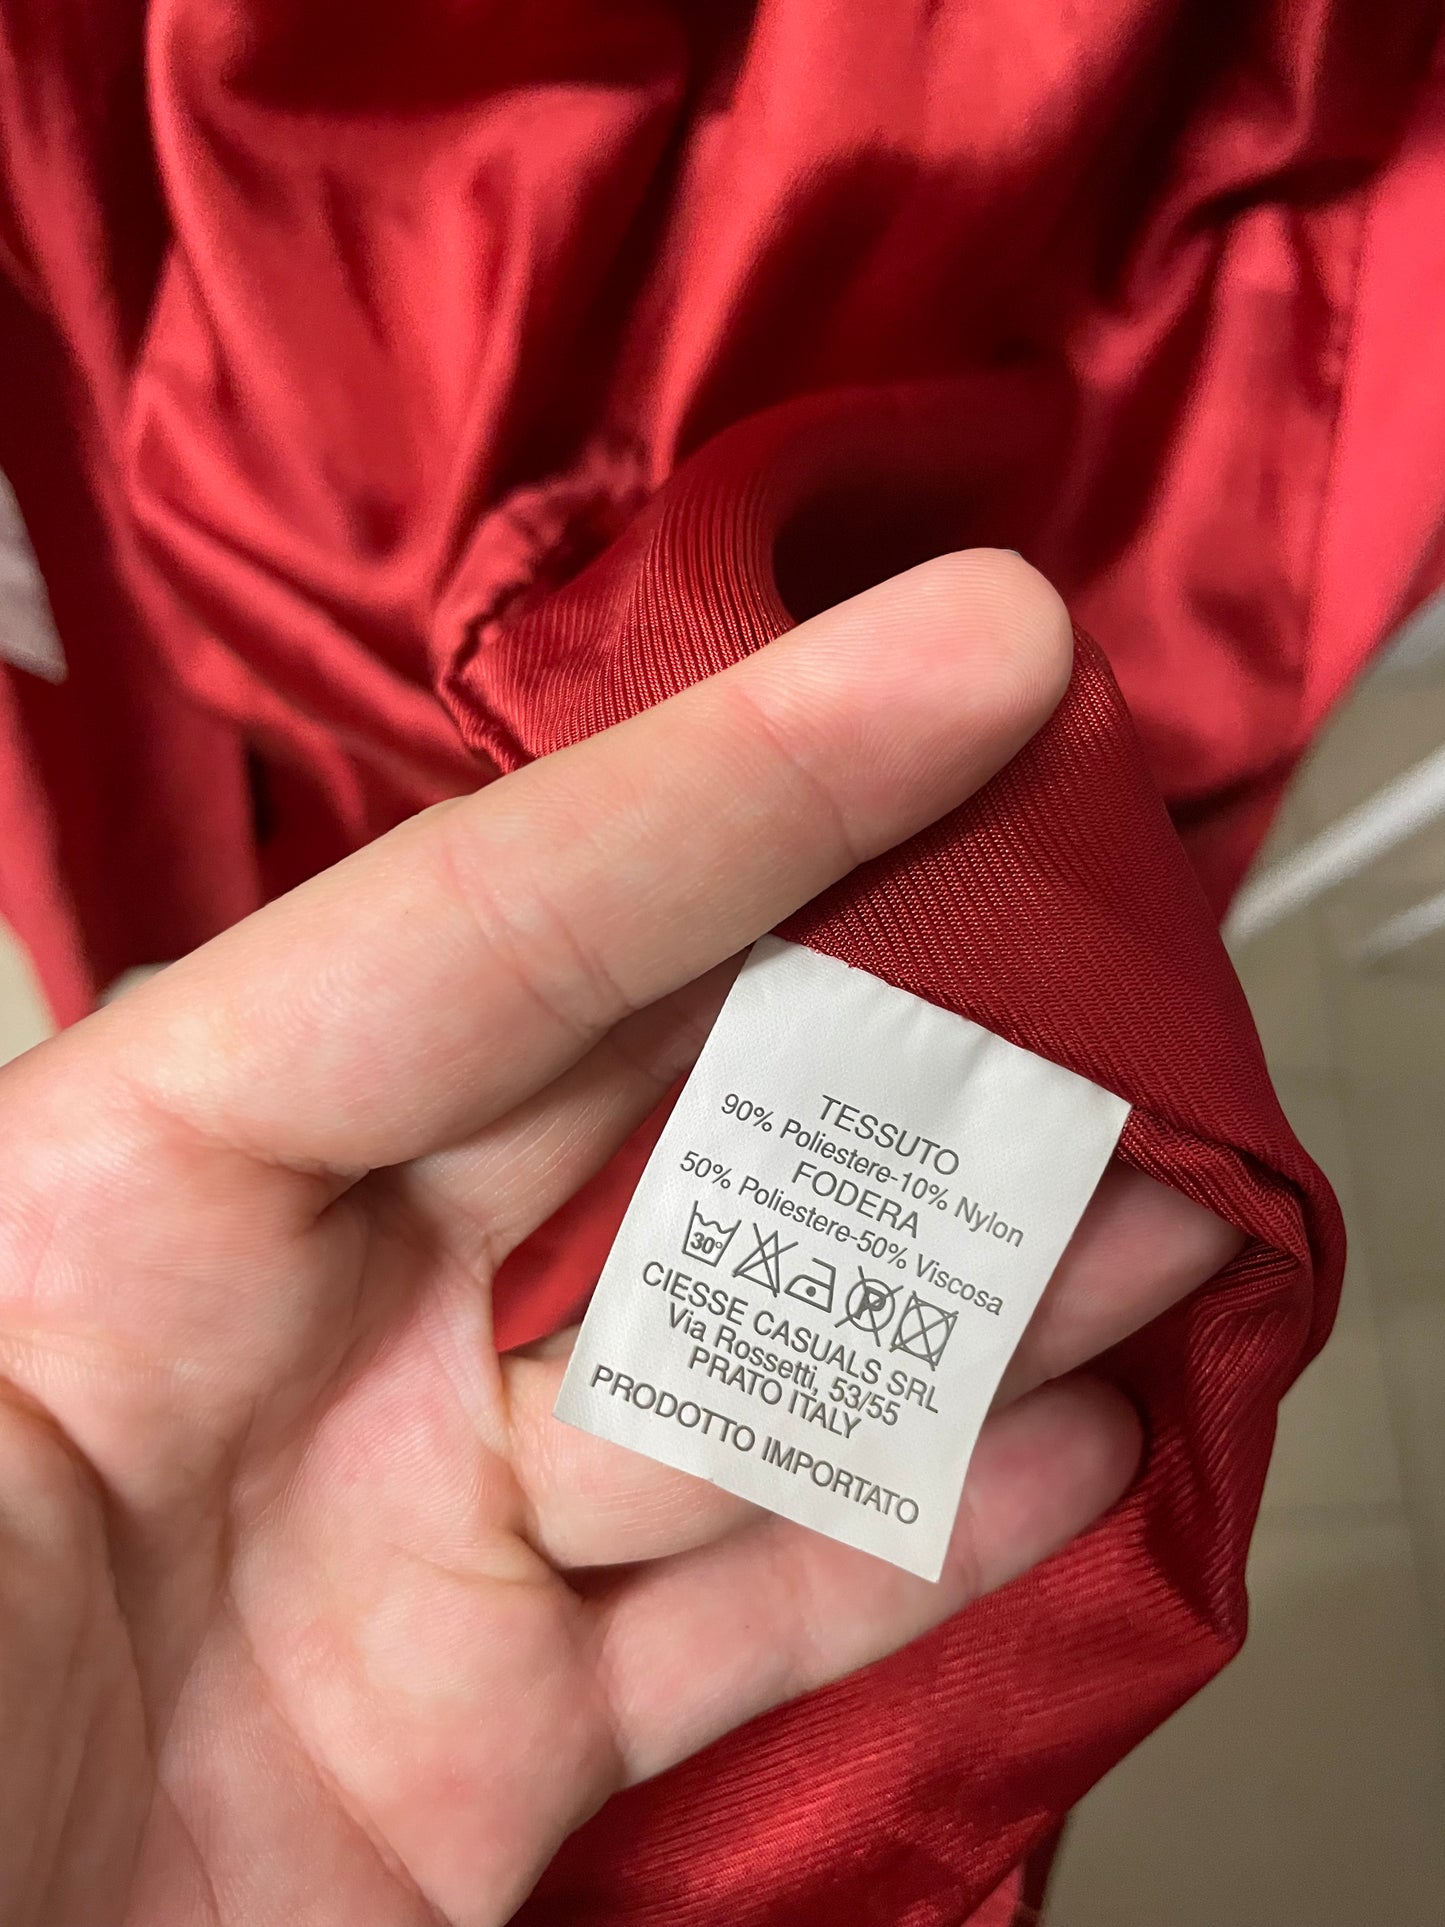 TESSUTO
90% Poliestere-10% Nylon
FODERA
50% Poliestere-50% Viscosa
30° P
CIESSE CASUALS SRL
Via Rossetti, 53/55
PRATO ITALY
PRODOTTO IMPORTATO